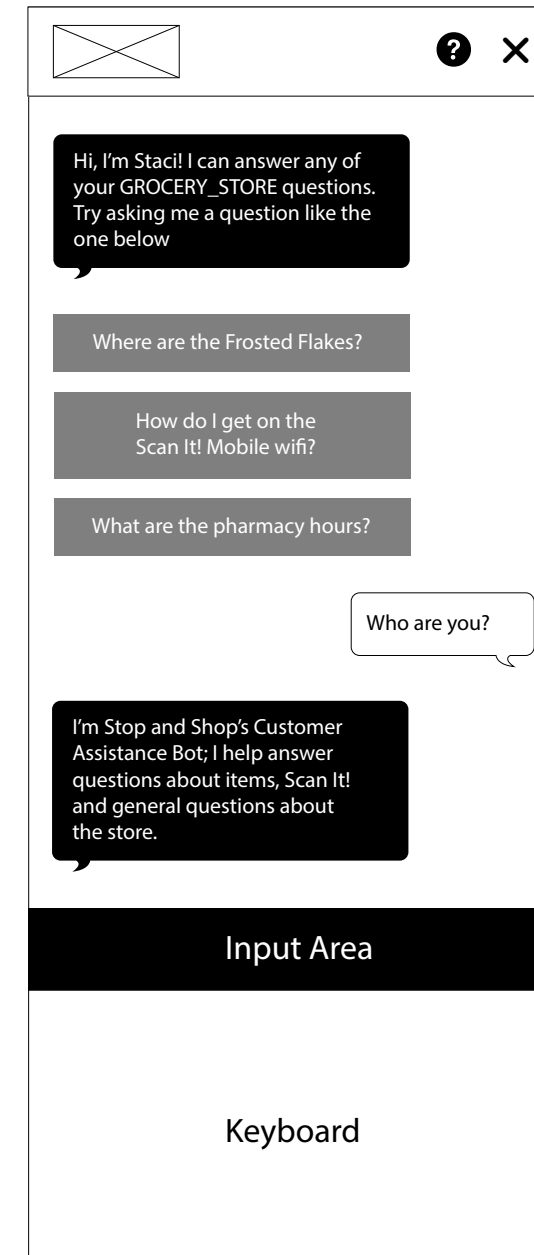 ?
Hi, I'm Staci! I can answer any of
your GROCERY_STORE questions.
Try asking me a question like the
one below
Where are the Frosted Flakes?
How do I get on the
Scan It! Mobile wifi?
What are the pharmacy hours?
Who are you?
I'm Stop and Shop's Customer
Assistance Bot; I help answer
questions about items, Scan It!
and general questions about
the store.
Input Area
Keyboard